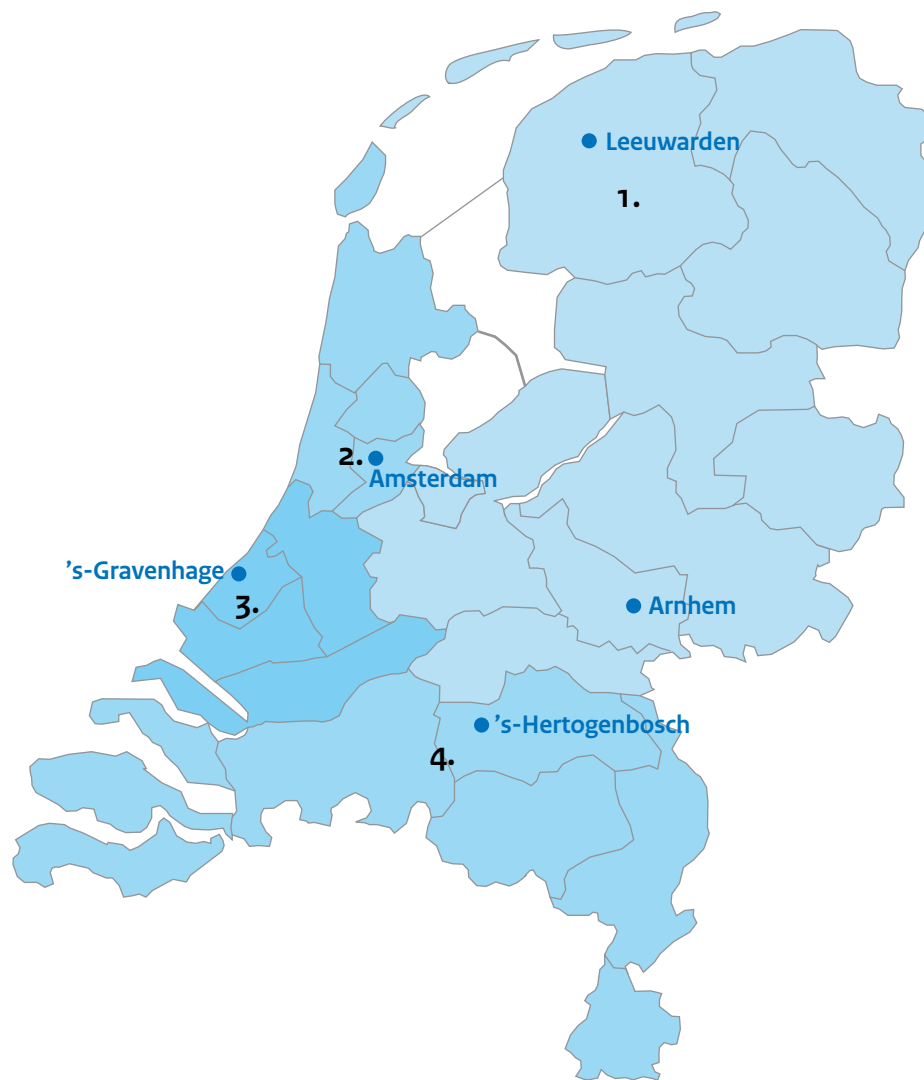 Leeuwarden
1.
2.
Amsterdam
's-Gravenhage
3.
Arnhem
's-Hertogenbosch
4.